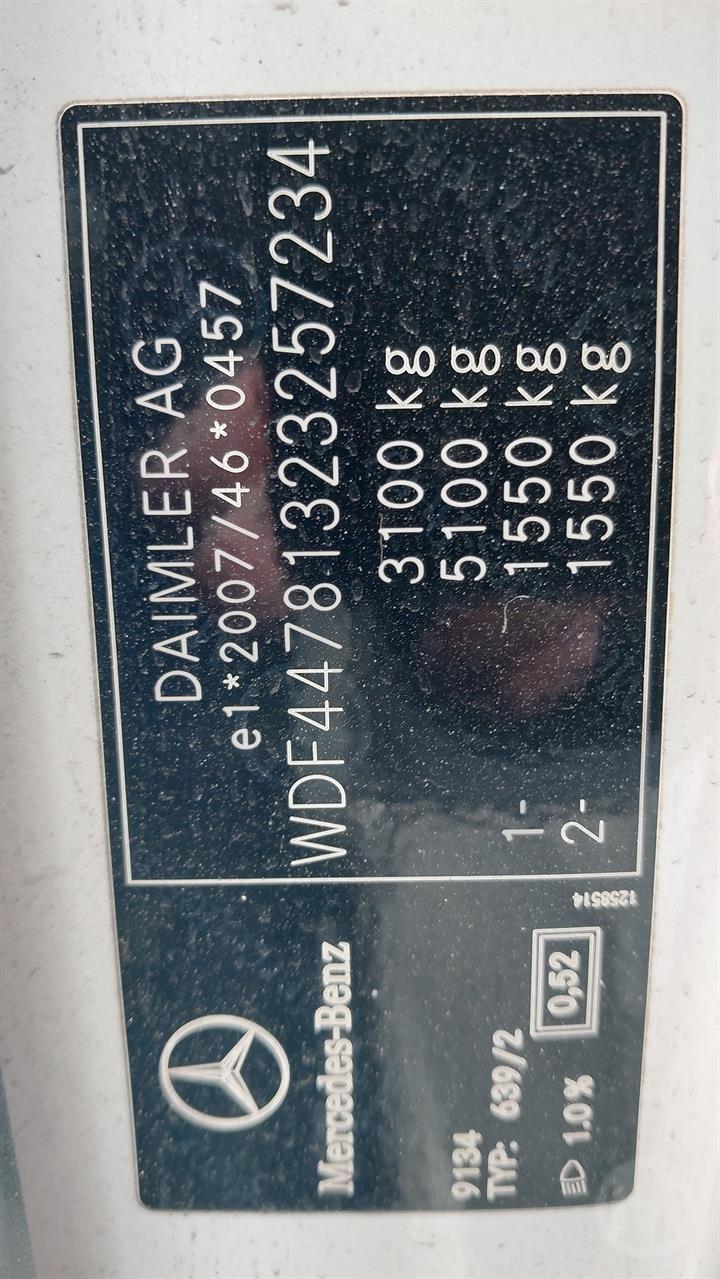 Mercedes-Benz
9134
TYP: 639/2
1.0 %
0,52
1258514
DAIMLER AG
e1*2007/46*0457
WDF44781323257234
3100 kg
5100 kg
1- 1550 kg
2- 1550 kg